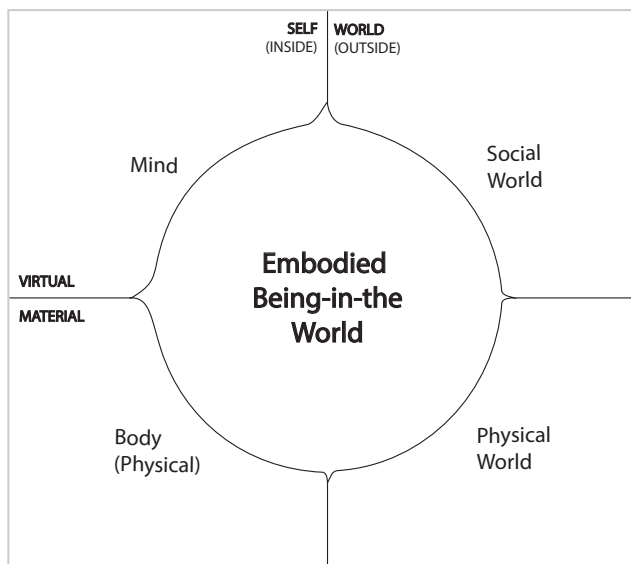 SELF
(INSIDE)
WORLD
(OUTSIDE)
Mind
Social
World
VIRTUAL
MATERIAL
Embodied
Being-in-the
World
Body
(Physical)
Physical
World